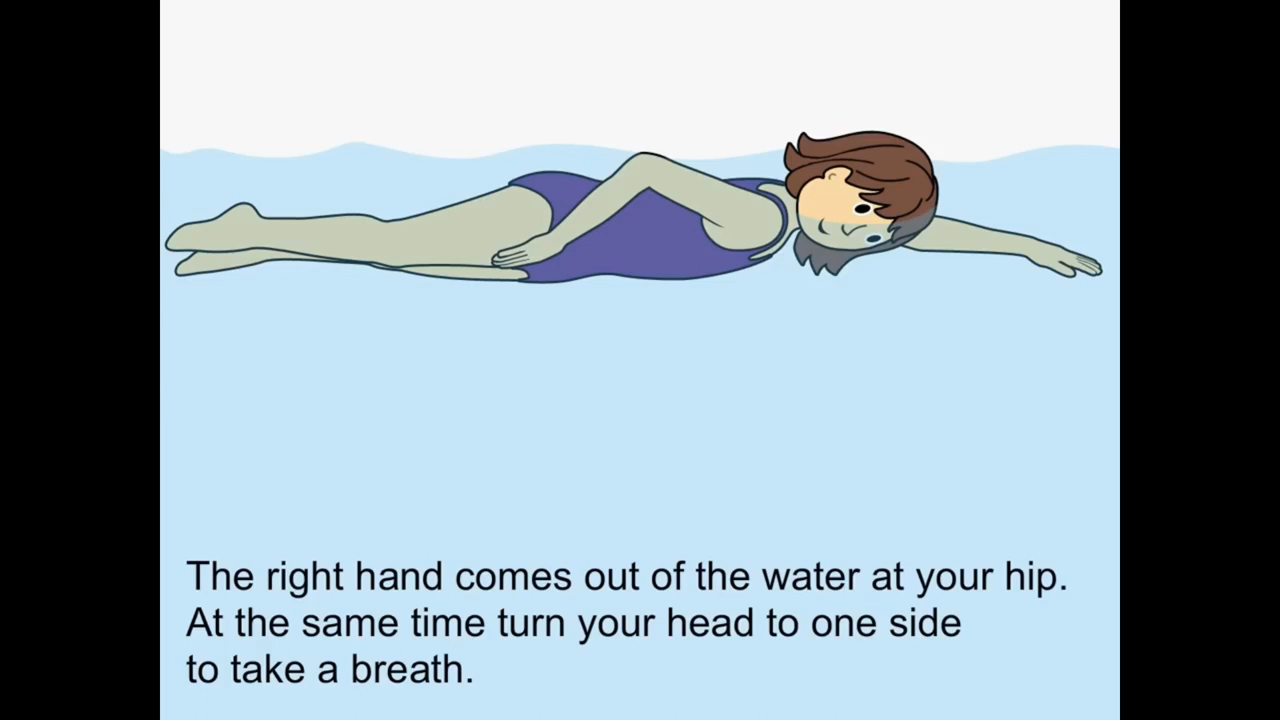 The right hand comes out of the water at your hip.
At the same time turn your head to one side
to take a breath.